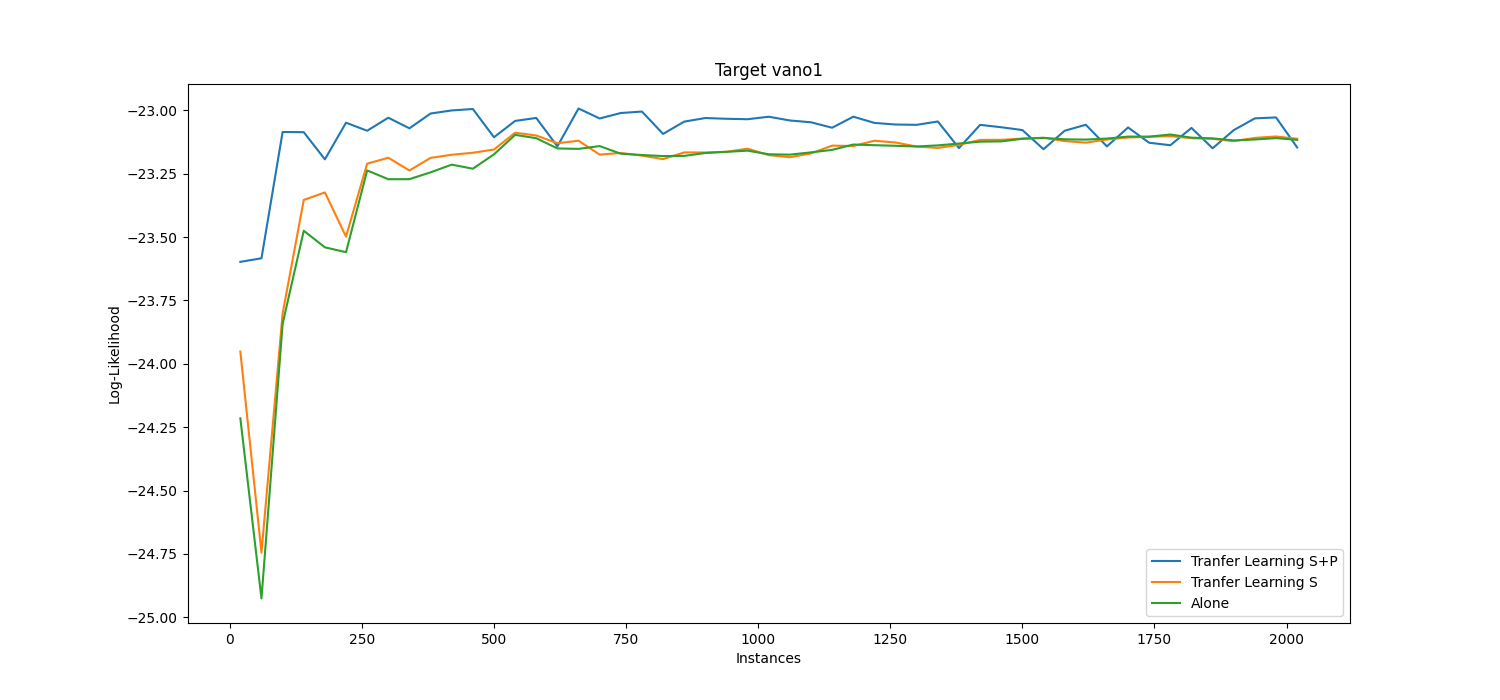 Target vano1
Log-Likelihood
−23.00
−23.25
−23.50
−23.75
−24.00
−24.25
−24.50
−24.75
−25.00
0 250 500 750 1000 1250 1500 1750 2000
Instances
Tranfer Learning S+P
Tranfer Learning S
Alone